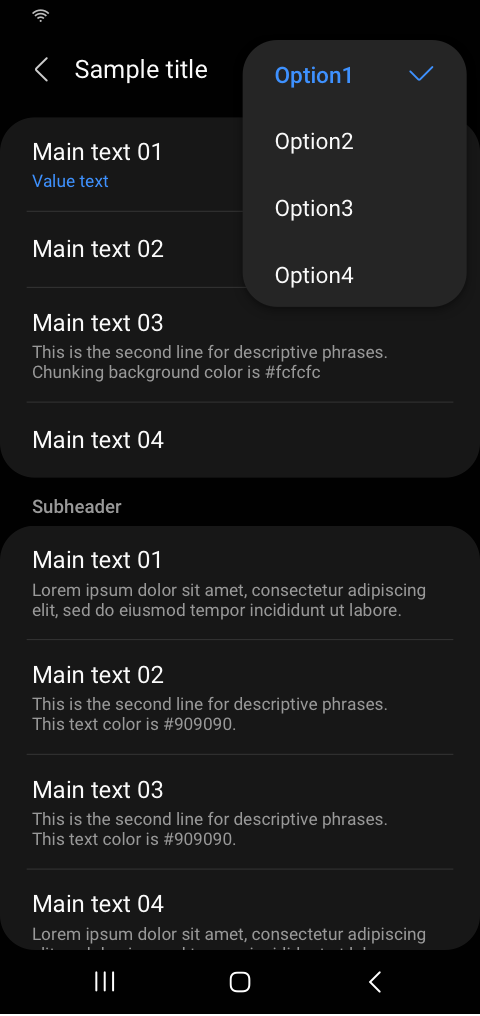 Sample title
Option1
Option2
Option3
Option4
Main text 01
Value text
Main text 02
Main text 03
This is the second line for descriptive phrases.
Chunking background color is #fcfcfc
Main text 04
Subheader
Main text 01
Lorem ipsum dolor sit amet, consectetur adipiscing
elit, sed do eiusmod tempor incididunt ut labore.
Main text 02
This is the second line for descriptive phrases.
This text color is #909090.
Main text 03
This is the second line for descriptive phrases.
This text color is #909090.
Main text 04
Lorem ipsum dolor sit amet, consectetur adipiscing